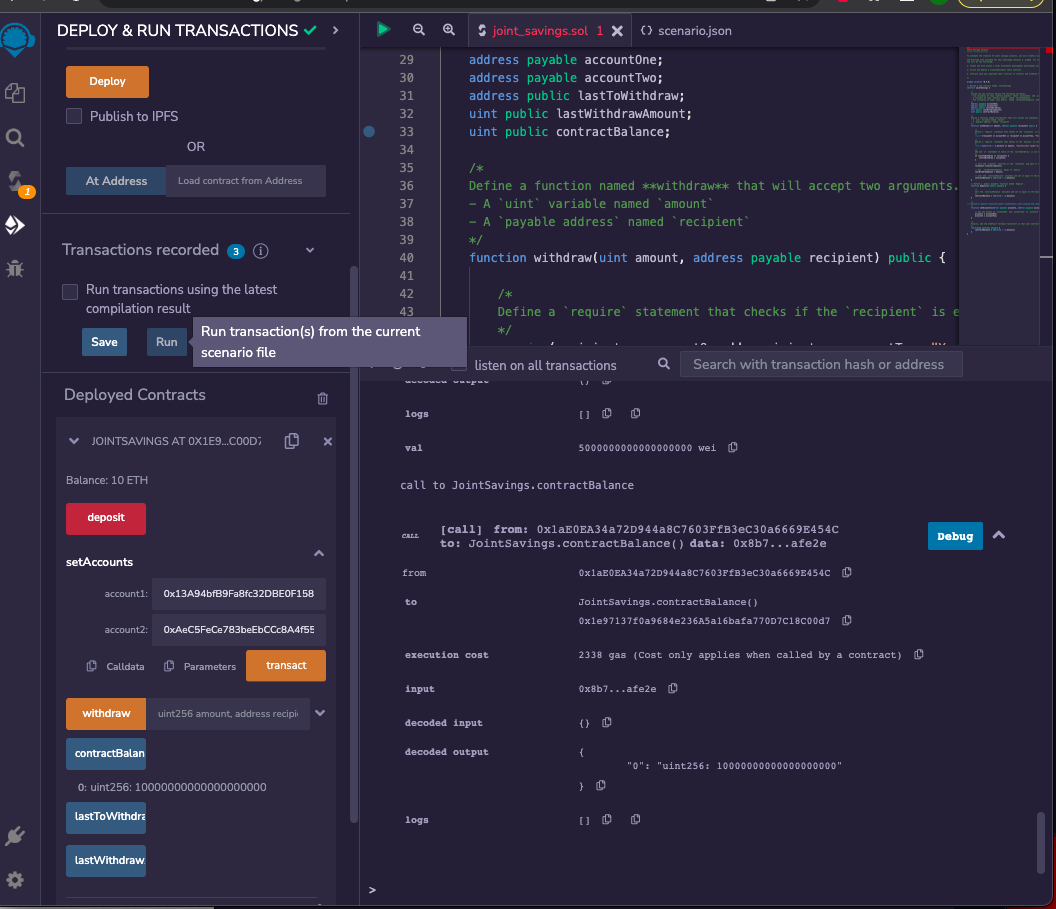 DEPLOY & RUN TRANSACTIONS
Deploy
Publish to IPFS
OR
At Address
Load contract from Address
1
Transactions recorded 3 i
Run transactions using the latest
compilation result
Save
Run
Run transaction(s) from the current
scenario file
Deployed Contracts
JOINTSAVINGS AT 0X1E9...C00D7
Balance: 10 ETH
deposit
setAccounts
account1: 0x13A94bfB9Fa8fc32DBE0F158
account2: 0xAeC5FeCe783beEbCCc8A4f55
Calldata
Parameters
transact
withdraw
uint256 amount, address recipi
contractBalan
0: uint256: 10000000000000000000
lastToWithdra
lastWithdraw
joint_savings.sol 1
{} scenario.json
29 address payable accountOne;
30 address payable accountTwo;
31 address public lastToWithdraw;
32 uint public lastWithdrawAmount;
33 uint public contractBalance;
34
35 /*
36 Define a function named **withdraw** that will accept two arguments.
37 - A `uint` variable named `amount`
38 - A `payable address` named `recipient`
39 */
40 function withdraw(uint amount, address payable recipient) public {
41
42 /*
43 Define a `require` statement that checks if the `recipient` is e
*/
listen on all transactions
Search with transaction hash or address
decoded output {}
logs [ ]
val 5000000000000000000 wei
call to JointSavings.contractBalance
CALL [call] from: 0x1aE0EA34a72D944a8C7603FfB3eC30a6669E454C
to: JointSavings.contractBalance() data: 0x8b7...afe2e
Debug
from 0x1aE0EA34a72D944a8C7603FfB3eC30a6669E454C
to JointSavings.contractBalance()
0x1e97137f0a9684e236A5a16bafa770D7C18C00d7
execution cost 2338 gas (Cost only applies when called by a contract)
input 0x8b7...afe2e
decoded input {}
decoded output {
"0": "uint256: 10000000000000000000"
}
logs [ ]
>